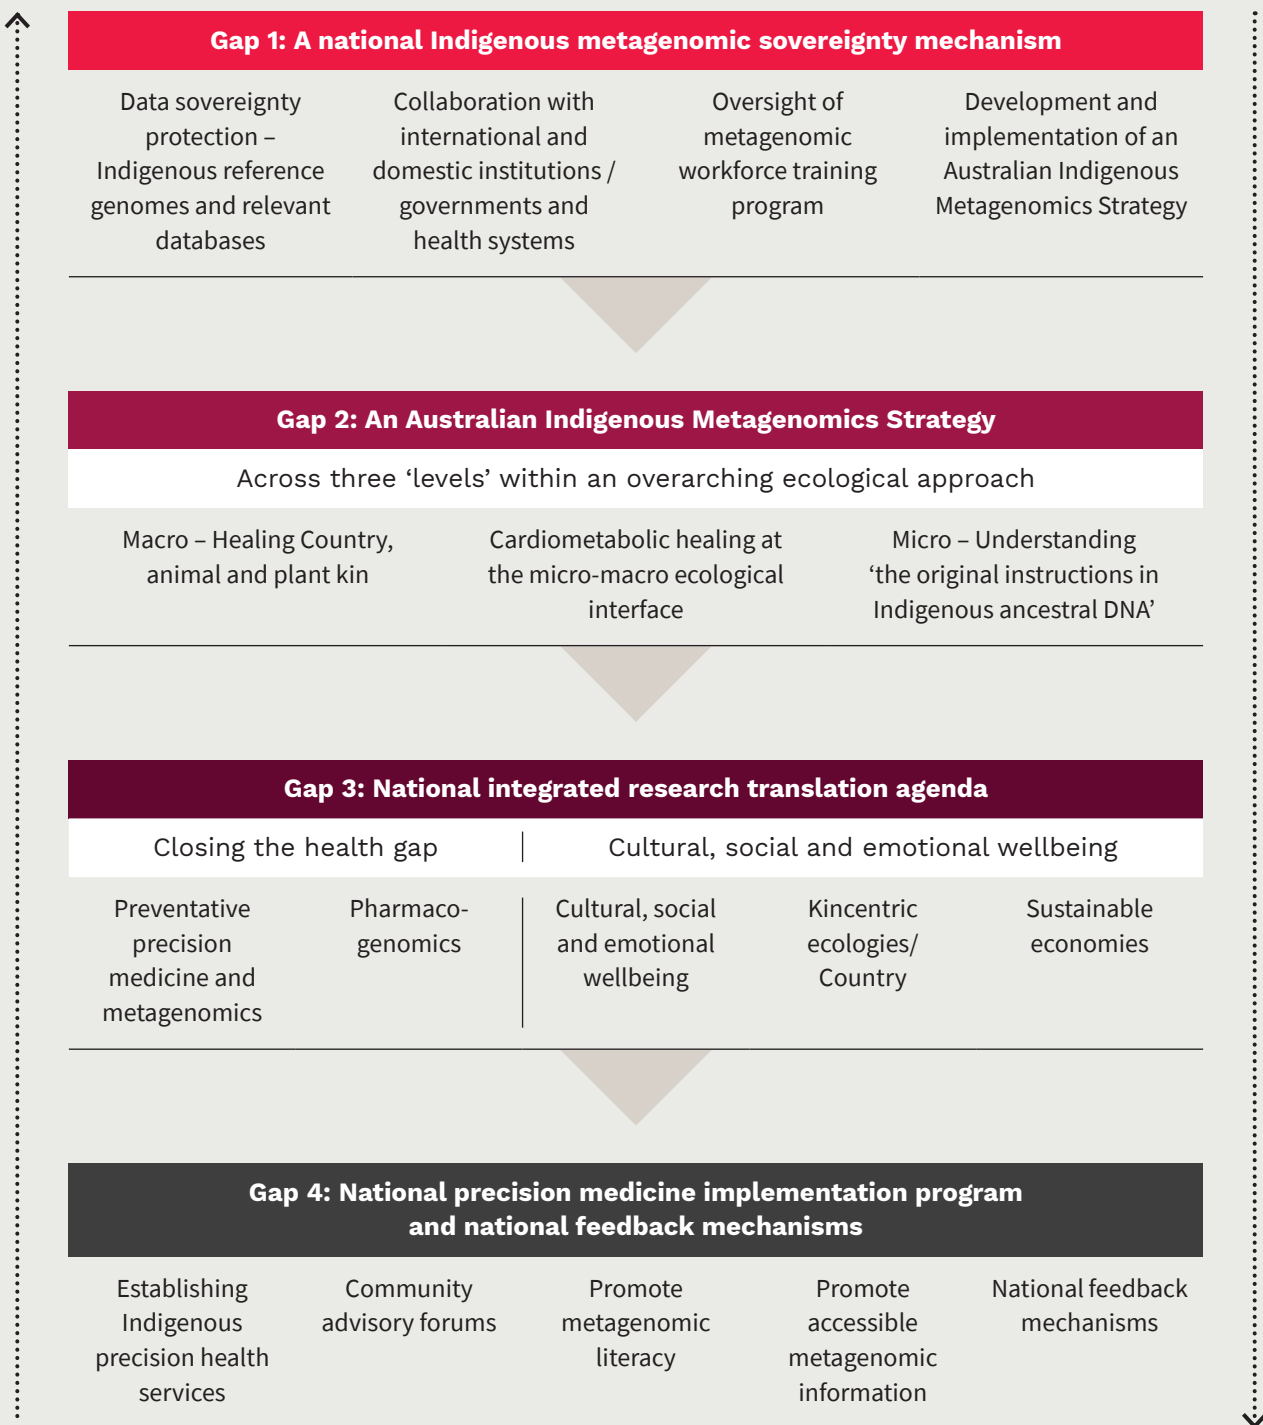 Gap 1: A national Indigenous metagenomic sovereignty mechanism
Data sovereignty
protection –
Indigenous reference
genomes and relevant
databases
Collaboration with
international and
domestic institutions /
governments and
health systems
Oversight of
metagenomic
workforce training
program
Development and
implementation of an
Australian Indigenous
Metagenomics Strategy
Gap 2: An Australian Indigenous Metagenomics Strategy
Across three ‘levels’ within an overarching ecological approach
Macro – Healing Country,
animal and plant kin
Cardiometabolic healing at
the micro-macro ecological
interface
Micro – Understanding
‘the original instructions in
Indigenous ancestral DNA’
Gap 3: National integrated research translation agenda
Closing the health gap
Cultural, social and emotional wellbeing
Preventative
precision
medicine and
metagenomics
Pharmaco-
genomics
Cultural, social
and emotional
wellbeing
Kincentric
ecologies/
Country
Sustainable
economies
Gap 4: National precision medicine implementation program
and national feedback mechanisms
Establishing
Indigenous
precision health
services
Community
advisory forums
Promote
metagenomic
literacy
Promote
accessible
metagenomic
information
National feedback
mechanisms